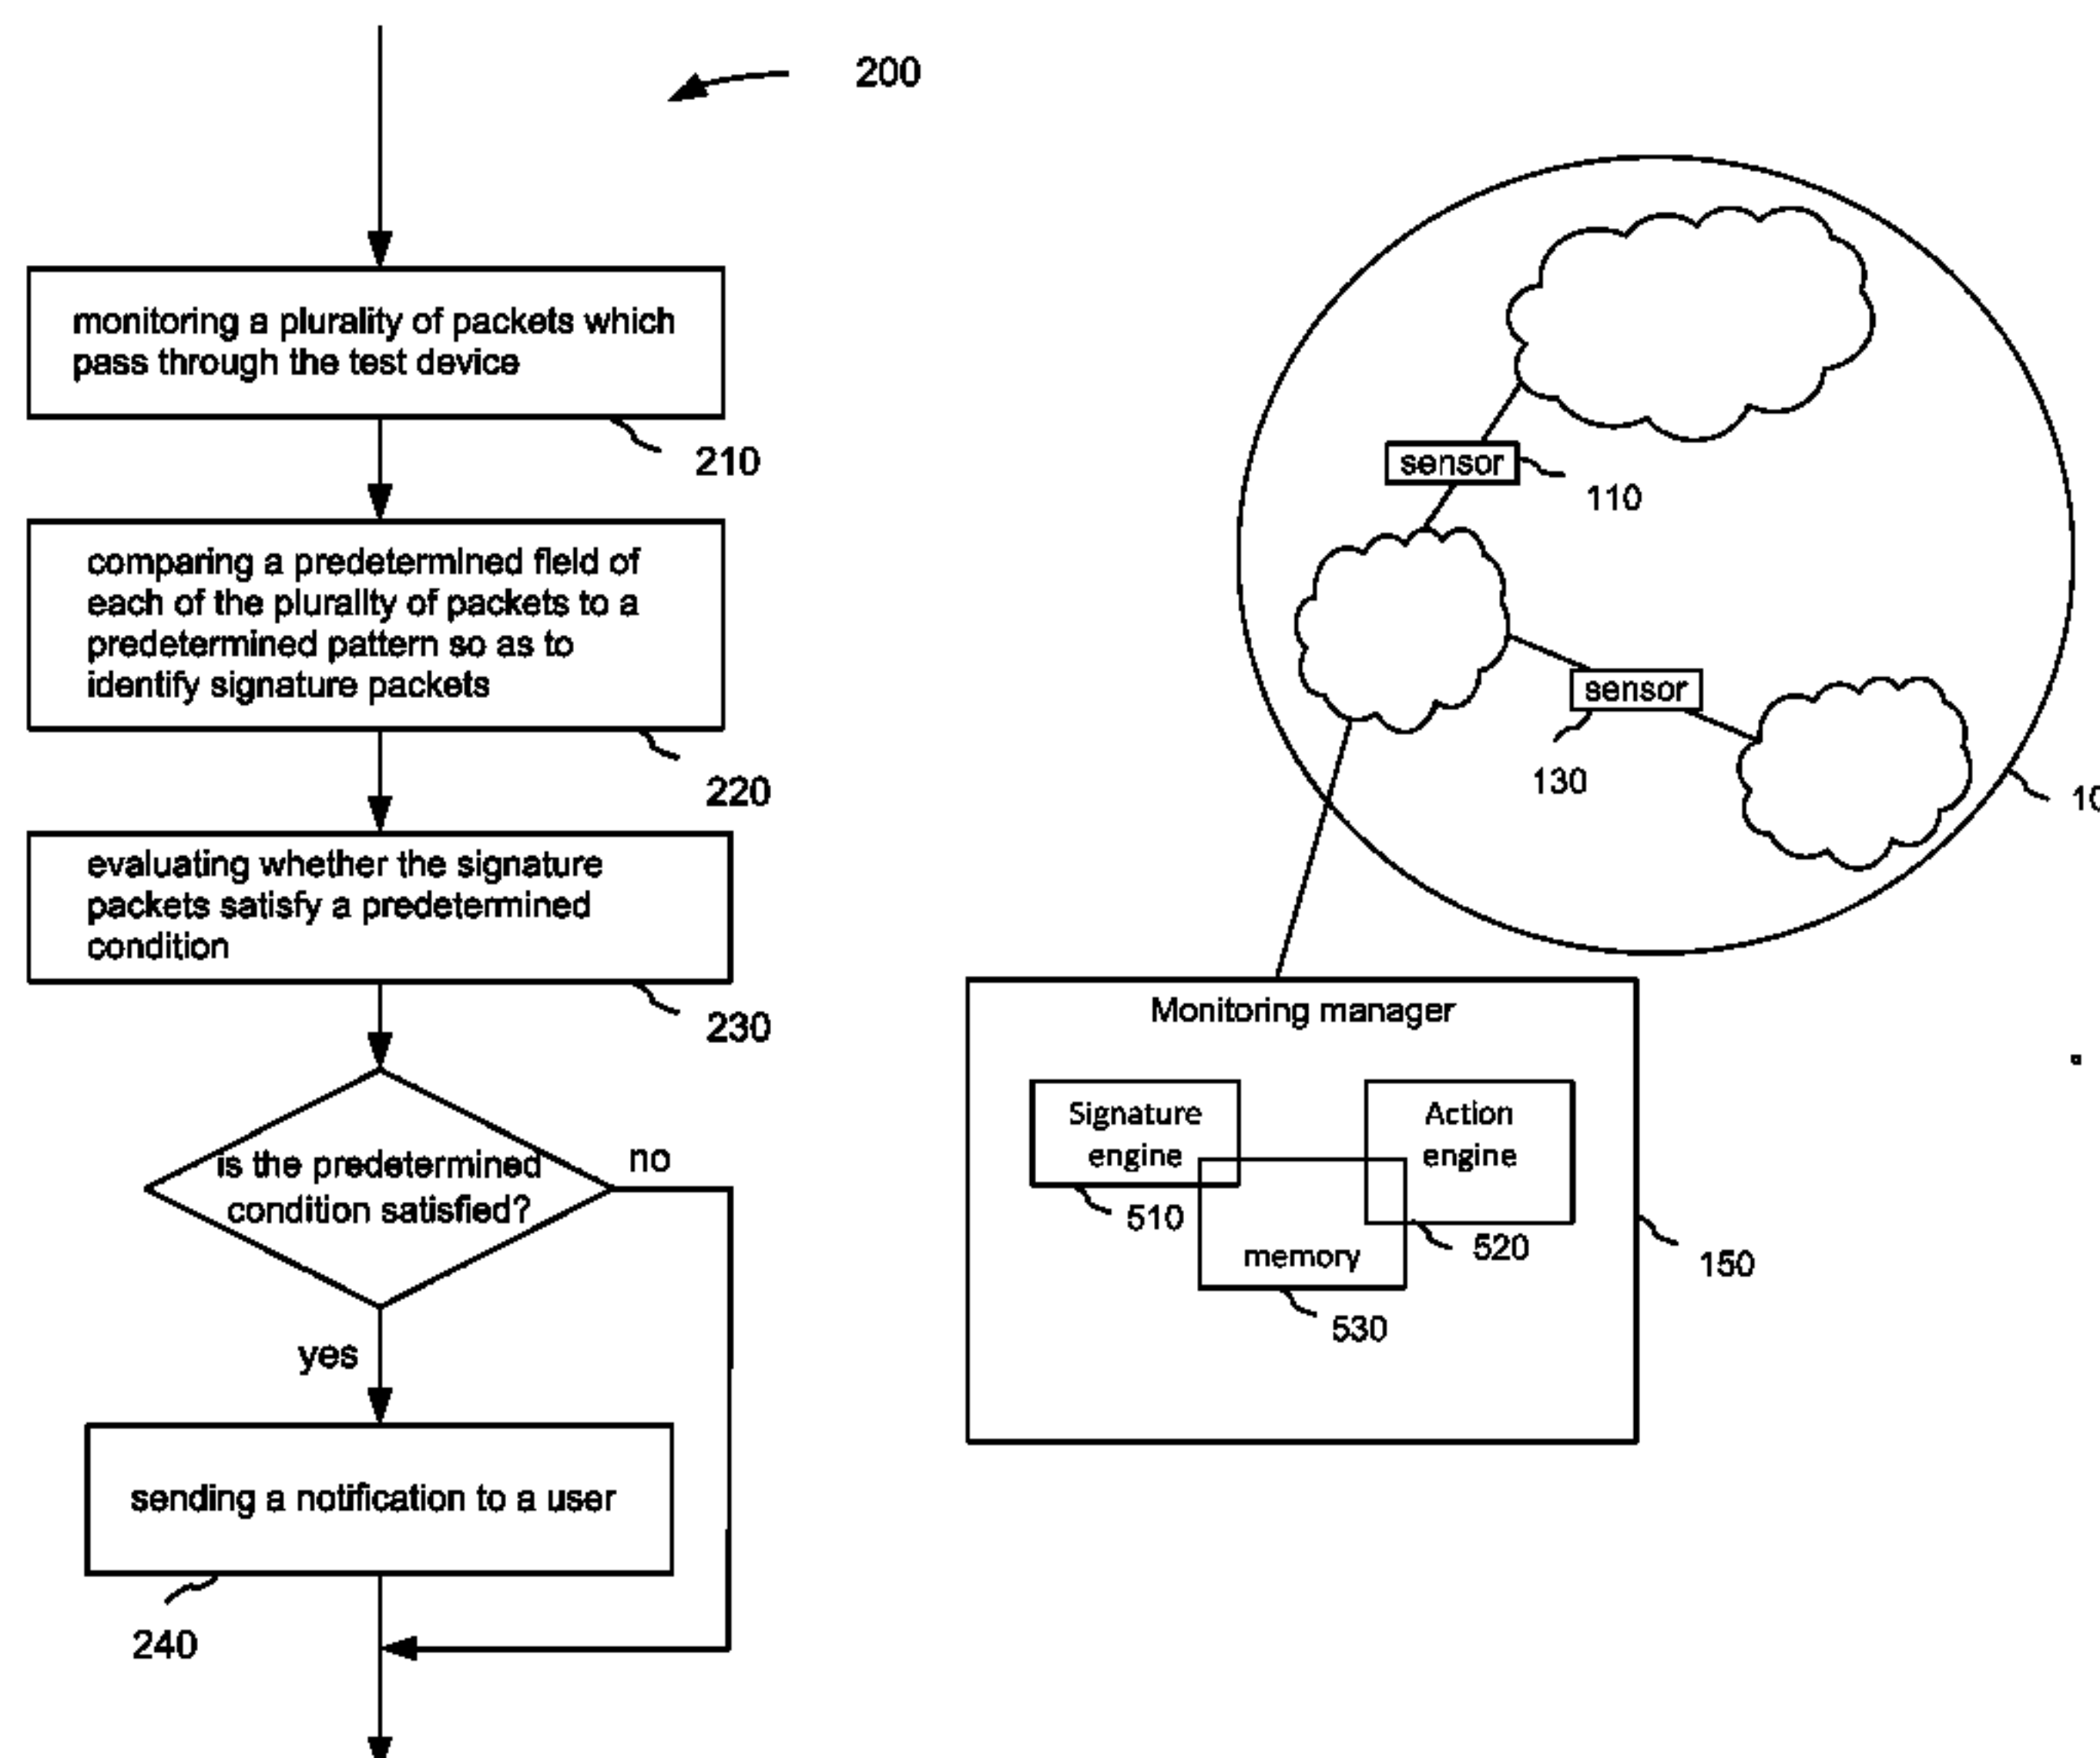 200
monitoring a plurality of packets which
pass through the test device
210
comparing a predetermined field of
each of the plurality of packets to a
predetermined pattern so as to
identify signature packets
220
evaluating whether the signature
packets satisfy a predetermined
condition
230
is the predetermined
condition satisfied?
no
yes
sending a notification to a user
240
sensor
110
sensor
130
Monitoring manager
Signature
engine
510
Action
engine
520
memory
530
150